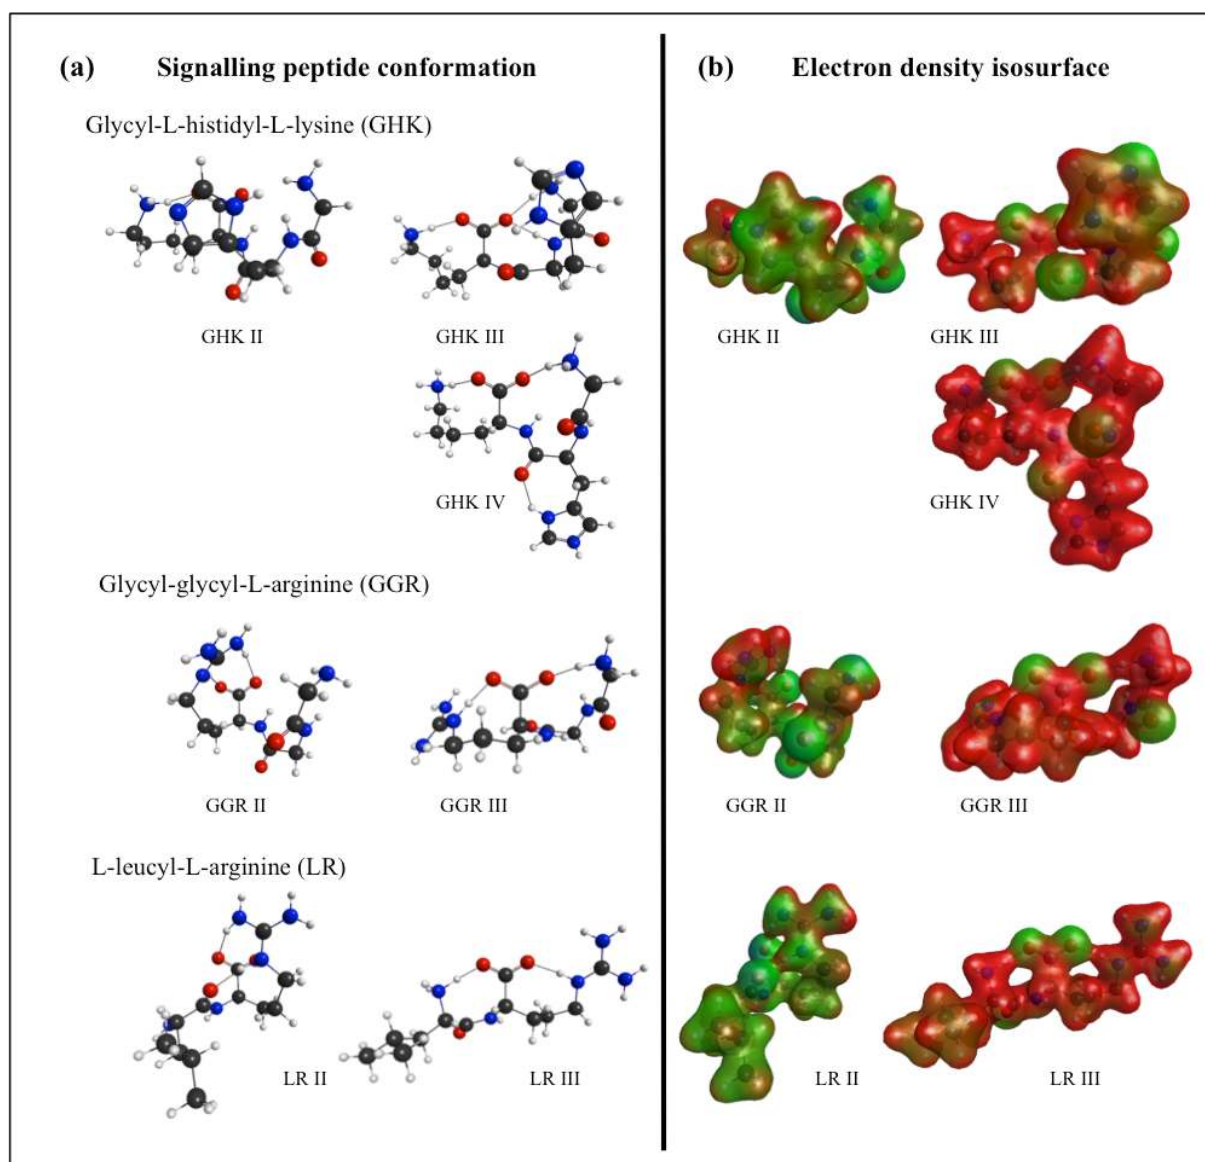 (a) Signalling peptide conformation
(b) Electron density isosurface
Glycyl-L-histidyl-L-lysine (GHK)
GHK II
GHK III
GHK II
GHK III
GHK IV
GHK IV
Glycyl-glycyl-L-arginine (GGR)
GGR II
GGR III
GGR II
GGR III
L-leucyl-L-arginine (LR)
LR II
LR III
LR II
LR III